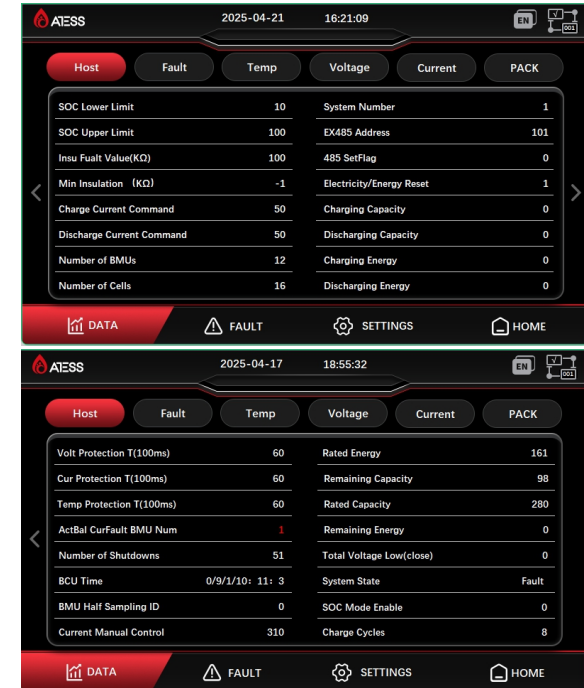 ATESS 2025-04-21 16:21:09 EN 001
Host Fault Temp Voltage Current PACK
SOC Lower Limit 10 System Number 1
SOC Upper Limit 100 EX485 Address 101
Insu Fualt Value(KΩ) 100 485 SetFlag 0
Min Insulation (KΩ) -1 Electricity/Energy Reset 1
Charge Current Command 50 Charging Capacity 0
Discharge Current Command 50 Discharging Capacity 0
Number of BMUs 12 Charging Energy 0
Number of Cells 16 Discharging Energy 0
DATA FAULT SETTINGS HOME
ATESS 2025-04-17 18:55:32 EN 001
Host Fault Temp Voltage Current PACK
Volt Protection T(100ms) 60 Rated Energy 161
Cur Protection T(100ms) 60 Remaining Capacity 98
Temp Protection T(100ms) 60 Rated Capacity 280
ActBal CurFault BMU Num 1 Remaining Energy 0
Number of Shutdowns 51 Total Voltage Low(close) 0
BCU Time 0/9/1/10: 11: 3 System State Fault
BMU Half Sampling ID 0 SOC Mode Enable 0
Current Manual Control 310 Charge Cycles 8
DATA FAULT SETTINGS HOME